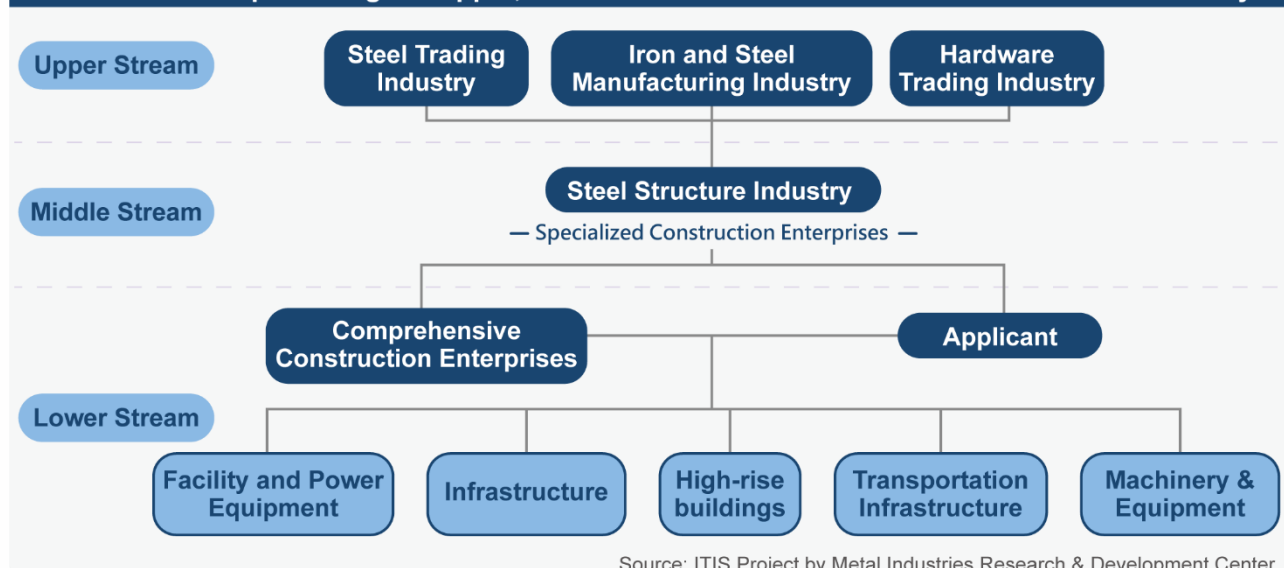 Upper Stream
Steel Trading
Industry
Iron and Steel
Manufacturing Industry
Hardware
Trading Industry
Middle Stream
Steel Structure Industry
— Specialized Construction Enterprises —
Comprehensive
Construction Enterprises
Applicant
Lower Stream
Facility and Power
Equipment
Infrastructure
High-rise
buildings
Transportation
Infrastructure
Machinery &
Equipment
Source: ITIS Project by Metal Industries Research & Development Center